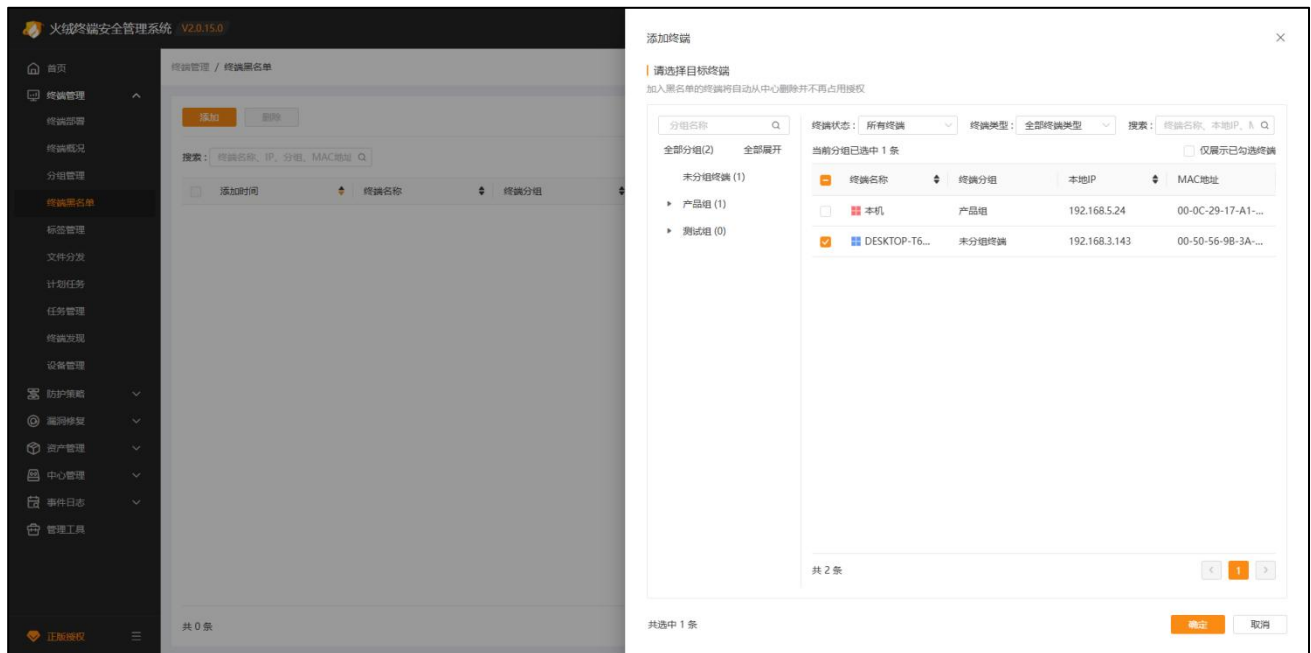 火绒终端安全管理系统 V2.0.15.0
首页
终端管理
终端部署
终端概况
分组管理
终端黑名单
标签管理
文件分发
计划任务
任务管理
终端发现
设备管理
防护策略
漏洞修复
资产管理
中心管理
事件日志
管理工具
正版授权
终端管理 / 终端黑名单
添加 删除
搜索： 终端名称、IP、分组、MAC地址
添加时间 终端名称 终端分组
共 0 条
添加终端
请选择目标终端
加入黑名单的终端将自动从中心删除并不再占用授权
分组名称
全部分组(2) 全部展开
未分组终端 (1)
产品组 (1)
测试组 (0)
终端状态： 所有终端 终端类型： 全部终端类型 搜索： 终端名称、本地IP、
当前分组已选中 1 条 仅展示已勾选终端
终端名称 终端分组 本地IP MAC地址
本机 产品组 192.168.5.24 00-0C-29-17-A1-...
DESKTOP-T6... 未分组终端 192.168.3.143 00-50-56-9B-3A-...
共 2 条 1
共选中 1 条 确定 取消